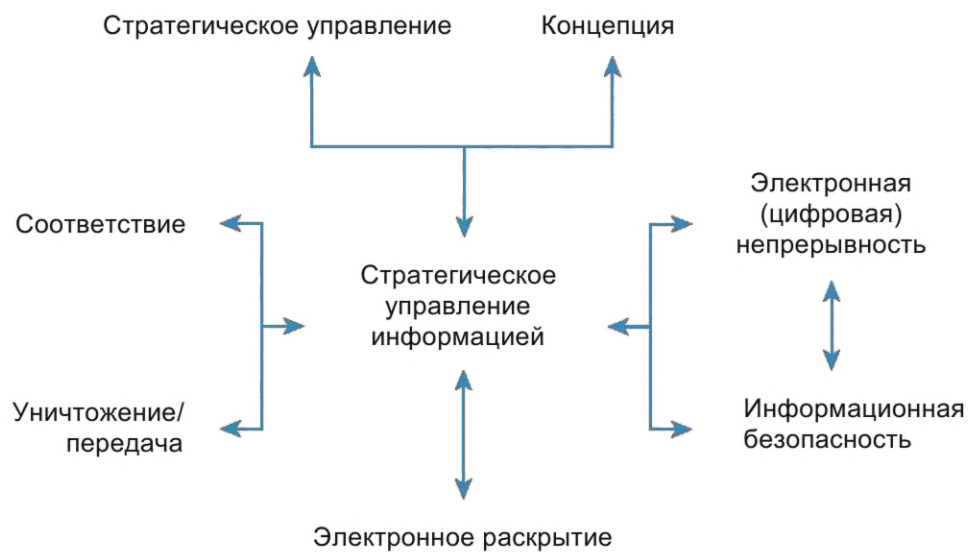 Стратегическое управление
Концепция
Соответствие
Электронная
(цифровая)
непрерывность
Стратегическое
управление
информацией
Уничтожение/
передача
Информационная
безопасность
Электронное раскрытие